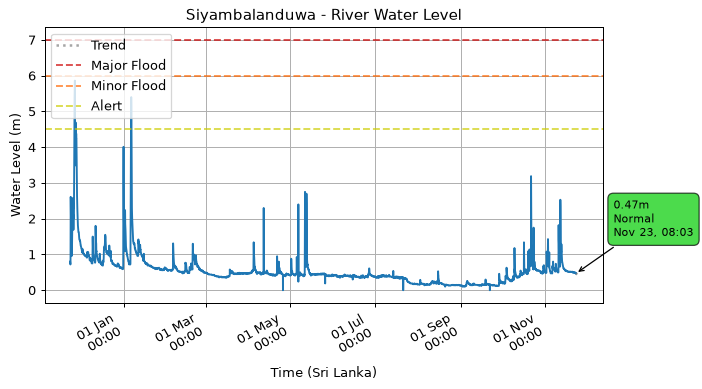 Siyambalanduwa - River Water Level
Trend
Major Flood
Minor Flood
Alert
Water Level (m)
7
6
5
4
3
2
1
0
0.47m
Normal
Nov 23, 08:03
01 Jan
00:00
01 Mar
00:00
01 May
00:00
01 Jul
00:00
01 Sep
00:00
01 Nov
00:00
Time (Sri Lanka)